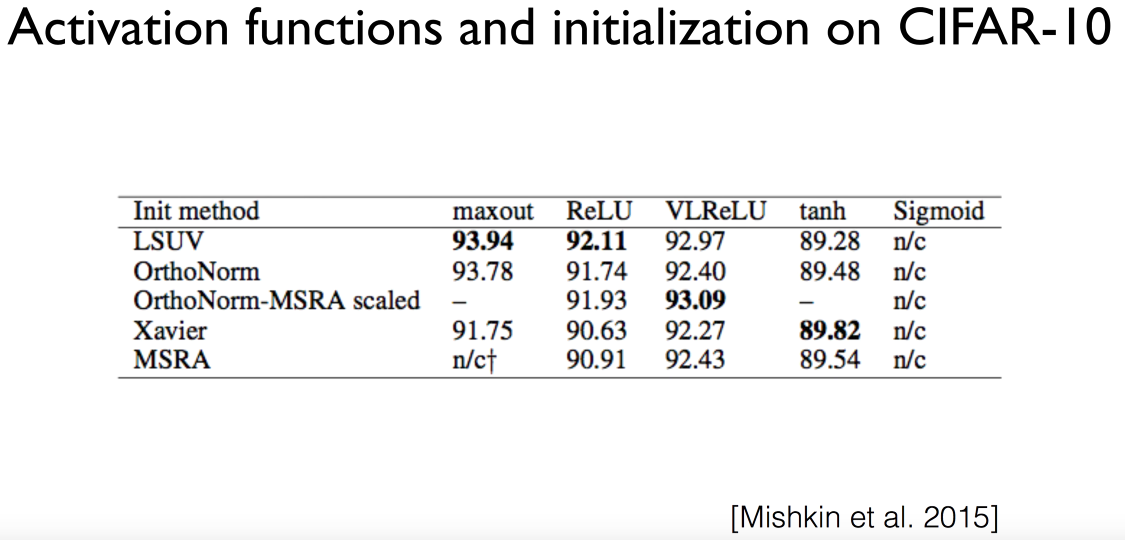 Activation functions and initialization on CIFAR-10
Init method maxout ReLU VLReLU tanh Sigmoid
LSUV 93.94 92.11 92.97 89.28 n/c
OrthoNorm 93.78 91.74 92.40 89.48 n/c
OrthoNorm-MSRA scaled – 91.93 93.09 – n/c
Xavier 91.75 90.63 92.27 89.82 n/c
MSRA n/c† 90.91 92.43 89.54 n/c
[Mishkin et al. 2015]